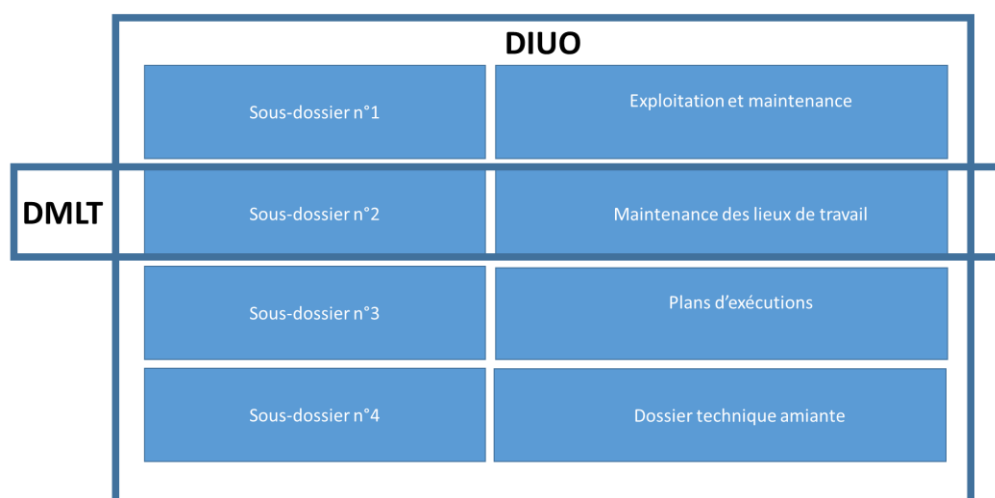 DIUO
Sous-dossier n°1
Exploitation et maintenance
DMLT
Sous-dossier n°2
Maintenance des lieux de travail
Sous-dossier n°3
Plans d’exécutions
Sous-dossier n°4
Dossier technique amiante